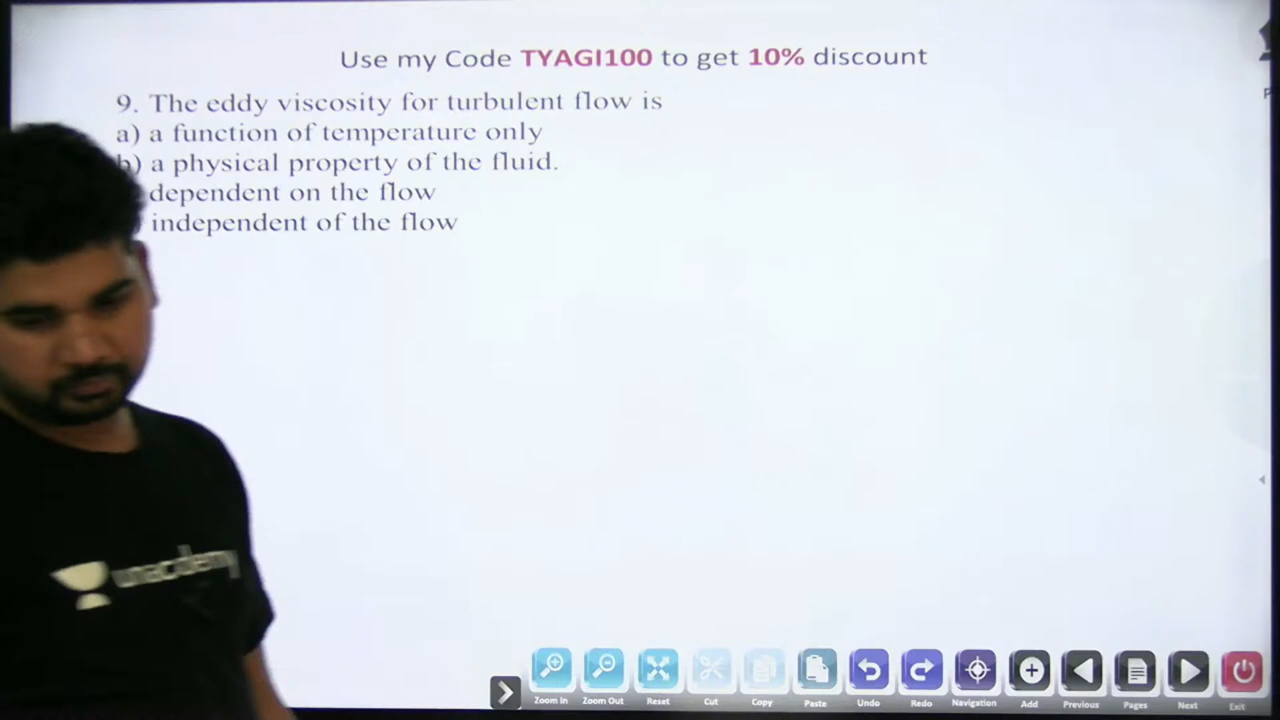 Use my Code TYAGI100 to get 10% discount
9. The eddy viscosity for turbulent flow is
a) a function of temperature only
b) a physical property of the fluid.
dependent on the flow
independent of the flow
unacdemy
Zoom In Zoom Out Reset Cut Copy Paste Undo Redo Navigation Add Previous Pages Next Exit